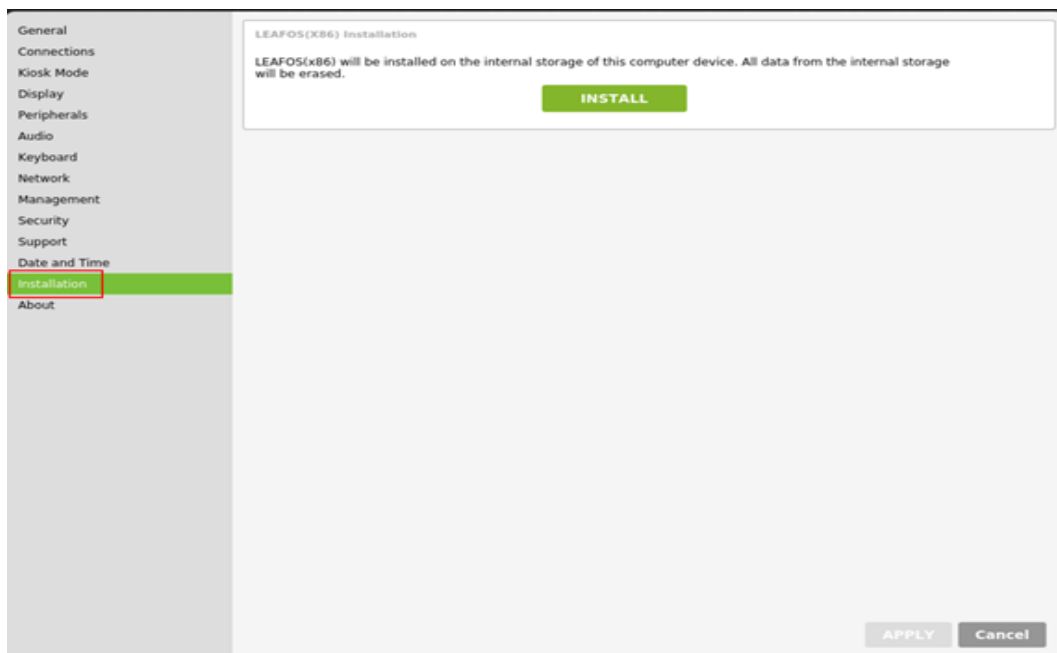 General
Connections
Kiosk Mode
Display
Peripherals
Audio
Keyboard
Network
Management
Security
Support
Date and Time
Installation
About
LEAFOS(X86) Installation
LEAFOS(x86) will be installed on the internal storage of this computer device. All data from the internal storage
will be erased.
INSTALL
APPLY
Cancel